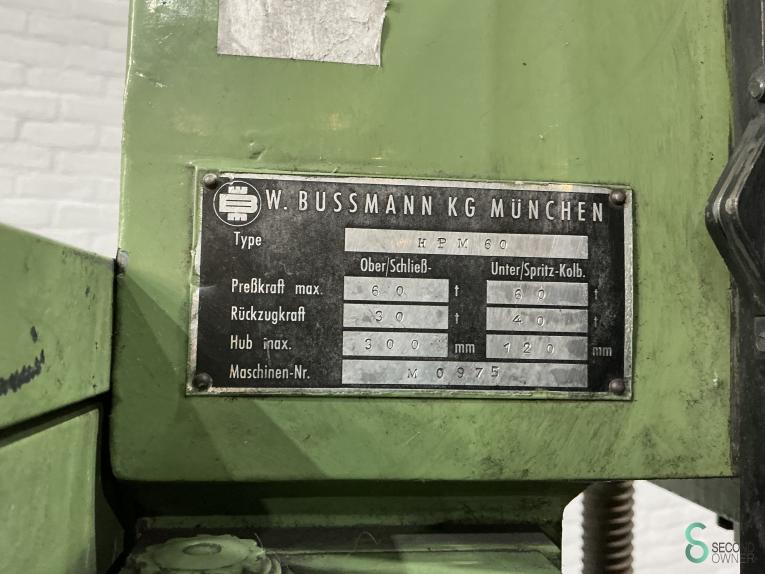 W. BUSSMANN KG MÜNCHEN
Type HPM 60
Ober/Schließ- Unter/Spritz-Kolb.
Preßkraft max. 60 t 60 t
Rückzugkraft 30 t 40 t
Hub max. 300 mm 120 mm
Maschinen-Nr. M 0975
SECOND
OWNER